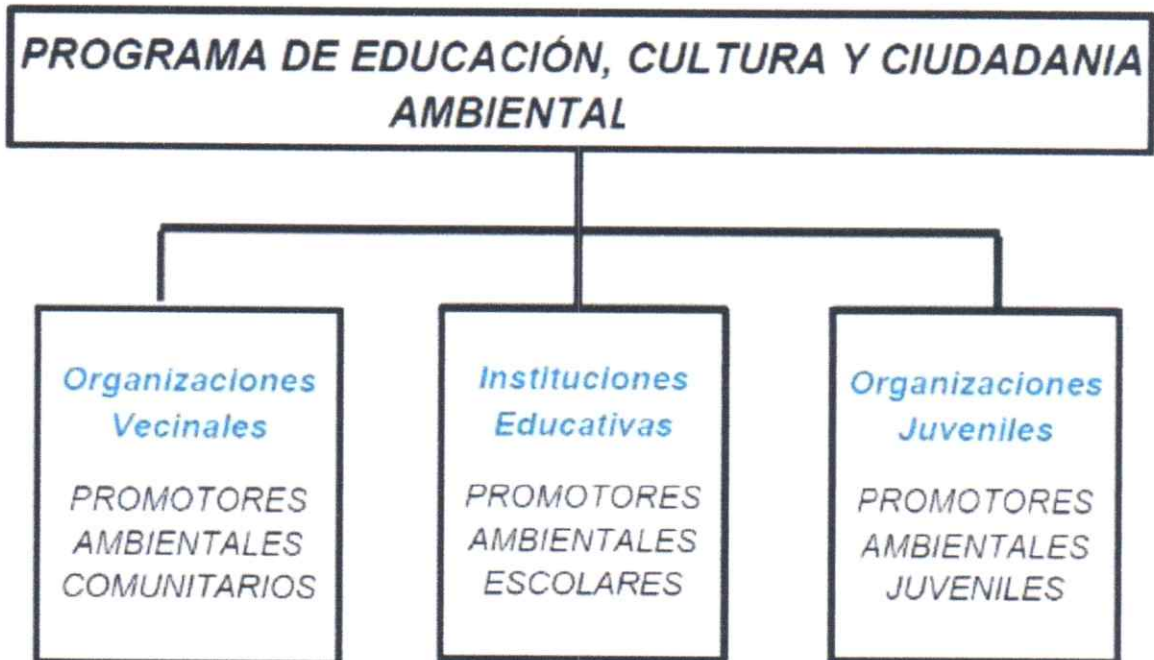 PROGRAMA DE EDUCACIÓN, CULTURA Y CIUDADANIA
AMBIENTAL
Organizaciones
Vecinales
PROMOTORES
AMBIENTALES
COMUNITARIOS
Instituciones
Educativas
PROMOTORES
AMBIENTALES
ESCOLARES
Organizaciones
Juveniles
PROMOTORES
AMBIENTALES
JUVENILES